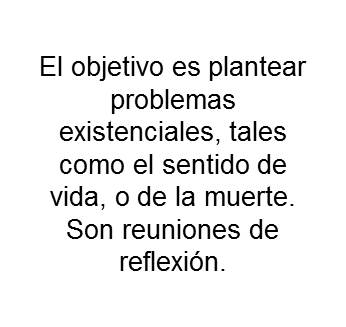 El objetivo es plantear
problemas
existenciales, tales
como el sentido de
vida, o de la muerte.
Son reuniones de
reflexión.